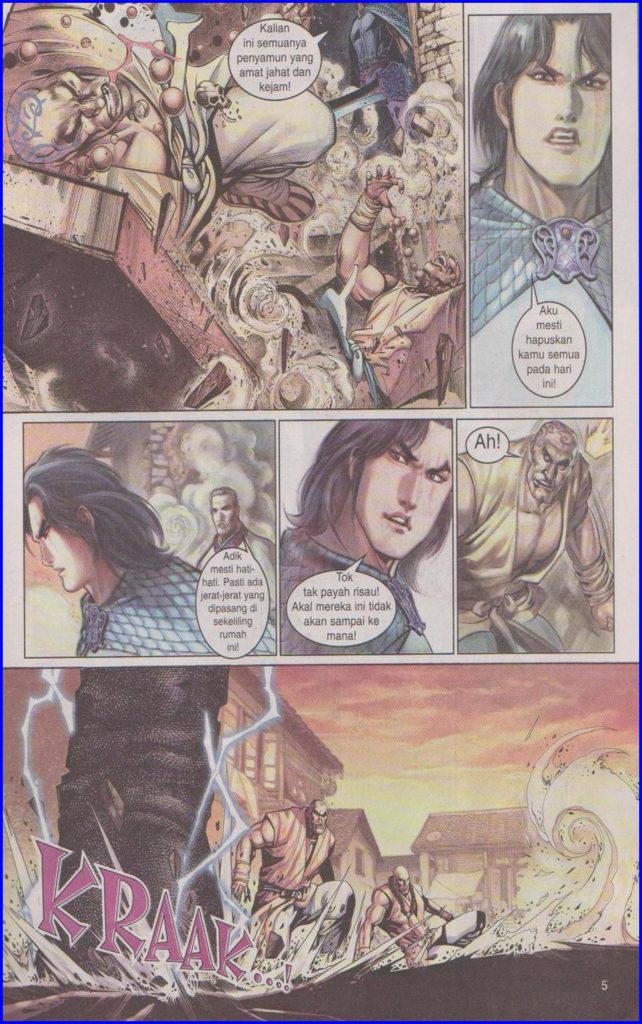 Kalian
ini semuanya
penyamun yang
amat jahat dan
kejam!
Aku
mesti
hapuskan
kamu semua
pada hari
ini!
Adik
mesti hati-
hati. Pasti ada
jerat-jerat yang
dipasang di
sekeliling
rumah
ini!
Tok
tak payah risau!
Akal mereka ini tidak
akan sampai ke
mana!
Ah!
KRAAK...!
5